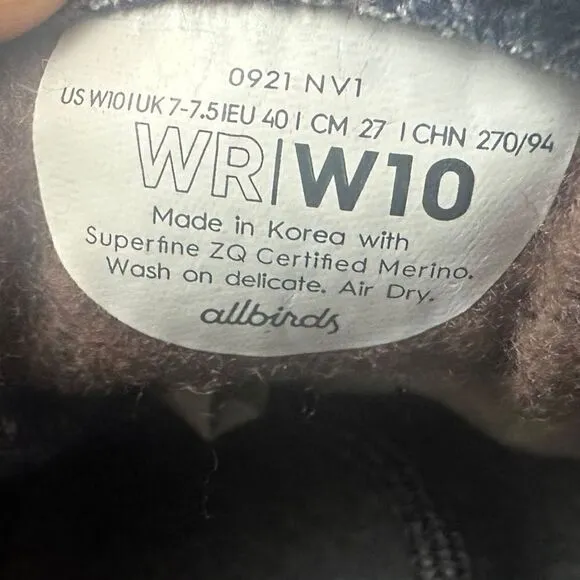 0921 NV1
US W10 | UK 7-7.5 | EU 40 | CM 27 | CHN 270/94
WR|W10
Made in Korea with
Superfine ZQ Certified Merino.
Wash on delicate. Air Dry.
allbirds